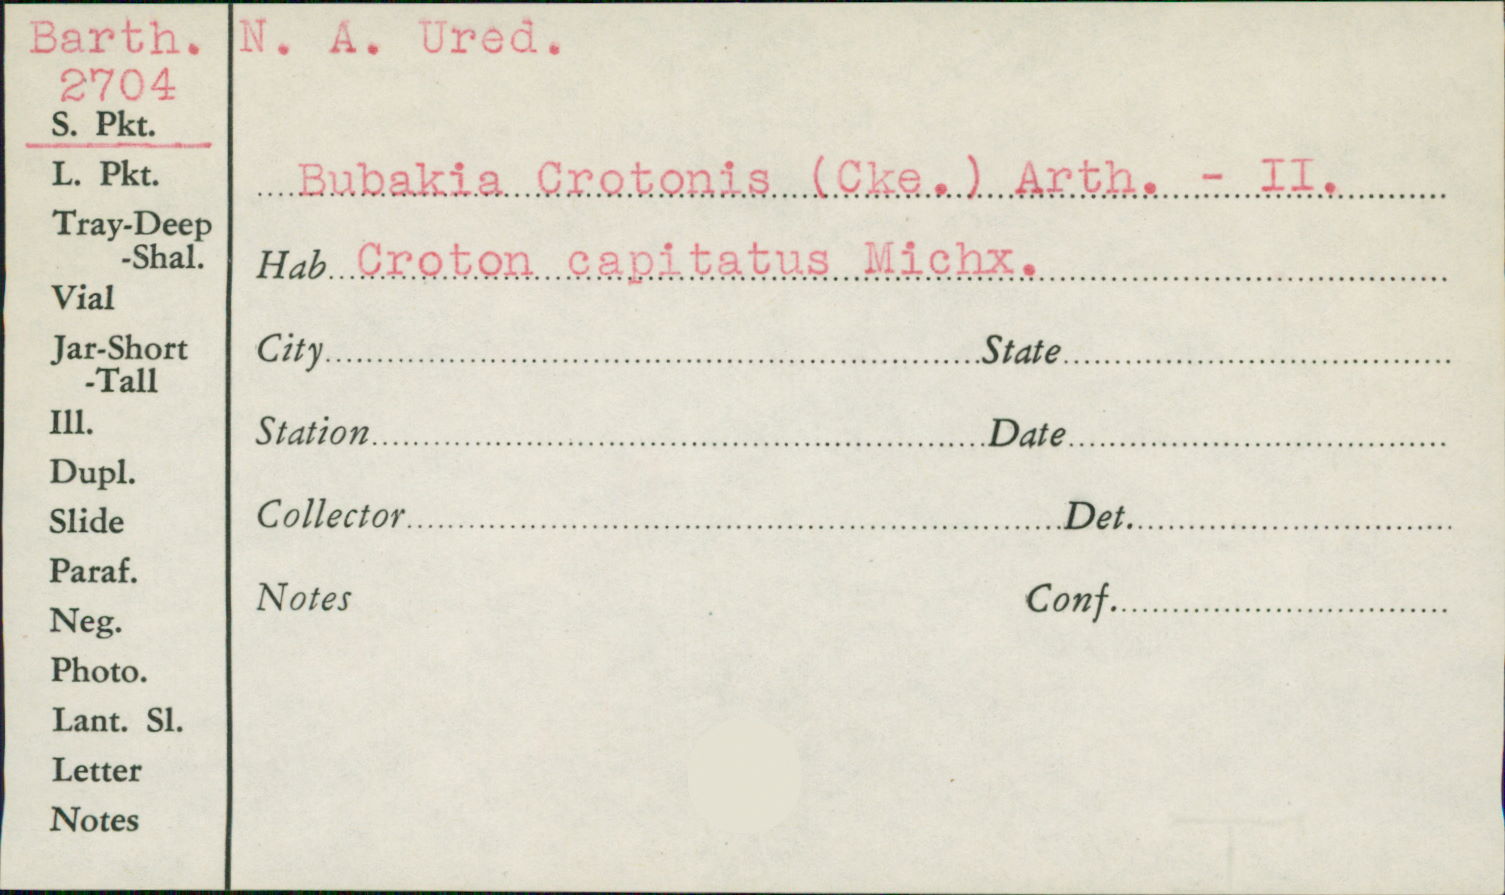 Barth. N. A. Ured.
2704
S. Pkt.
L. Pkt.
Tray-Deep
-Shal.
Vial
Jar-Short
-Tall
Ill.
Dupl.
Slide
Paraf.
Neg.
Photo.
Lant. Sl.
Letter
Notes
Bubakia Crotonis (Cke.) Arth. - II.
Hab Croton capitatus Michx.
City State
Station Date
Collector Det.
Notes Conf.